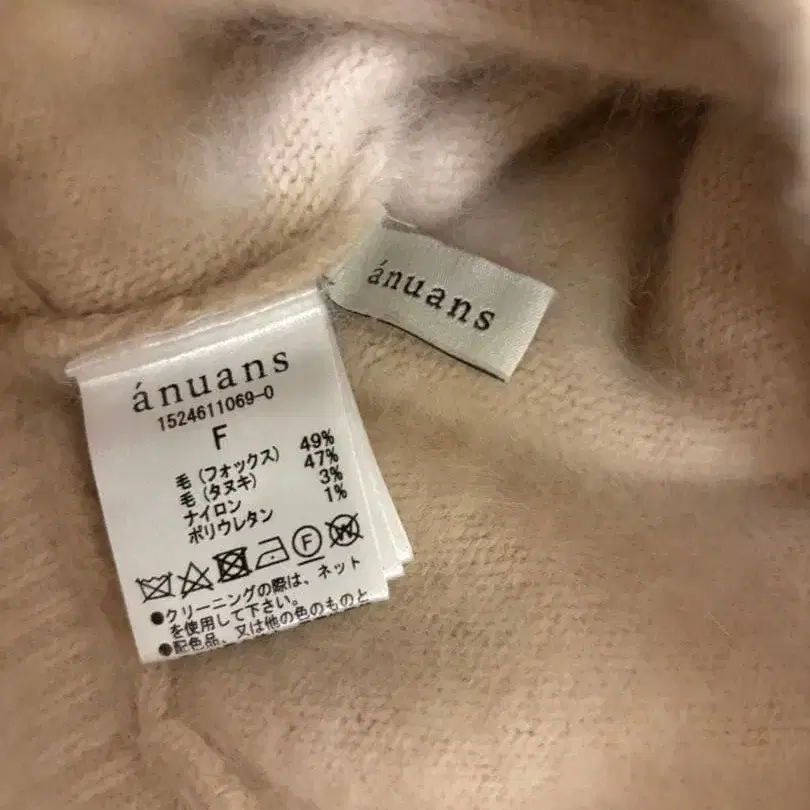 ánuans
ánuans
1524611069-0
F
毛(フォックス) 49%
毛(タヌキ) 47%
ナイロン 3%
ポリウレタン 1%
F W
●クリーニングの際は、ネット
を使用して下さい。
●配色品、又は他の色のものと